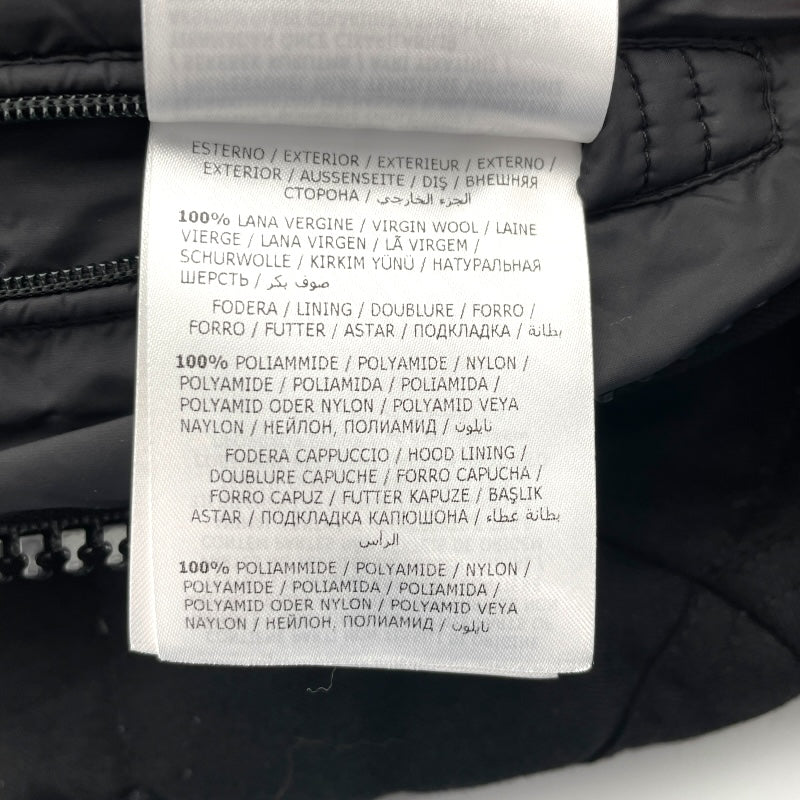 ESTERNO / EXTERIOR / EXTERIEUR / EXTERNO /
EXTERIOR / AUSSENSEITE / DIŞ / ВНЕШНЯЯ
СТОРОНА / الجزء الخارجي
100% LANA VERGINE / VIRGIN WOOL / LAINE
VIERGE / LANA VIRGEN / LÃ VIRGEM /
SCHURWOLLE / KIRKIM YÜNÜ / НАТУРАЛЬНАЯ
ШЕРСТЬ / صوف بكر
FODERA / LINING / DOUBLURE / FORRO /
FORRO / FUTTER / ASTAR / ПОДКЛАДКА / بطانة
100% POLIAMMIDE / POLYAMIDE / NYLON /
POLYAMIDE / POLIAMIDA / POLIAMIDA /
POLYAMID ODER NYLON / POLYAMID VEYA
NAYLON / НЕЙЛОН, ПОЛИАМИД / نايلون
FODERA CAPPUCCIO / HOOD LINING /
DOUBLURE CAPUCHE / FORRO CAPUCHA /
FORRO CAPUZ / FUTTER KAPUZE / BAŞLIK
ASTAR / ПОДКЛАДКА КАПЮШОНА / بطانة غطاء
الرأس
100% POLIAMMIDE / POLYAMIDE / NYLON /
POLYAMIDE / POLIAMIDA / POLIAMIDA /
POLYAMID ODER NYLON / POLYAMID VEYA
NAYLON / НЕЙЛОН, ПОЛИАМИД / نايلون